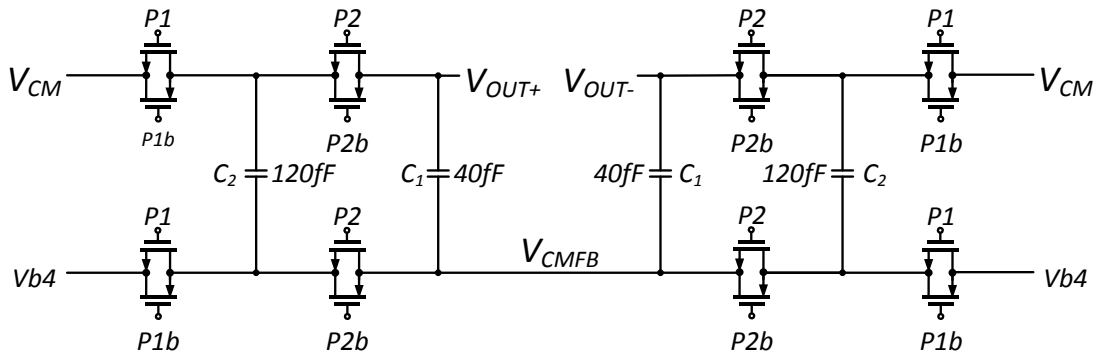 P1 P2 P2 P1
V_CM V_OUT+ V_OUT- V_CM
P1b P2b P2b P1b
C_2 120fF C_1 40fF 40fF C_1 120fF C_2
P1 P2 P2 P1
V_CMFB
Vb4 Vb4
P1b P2b P2b P1b